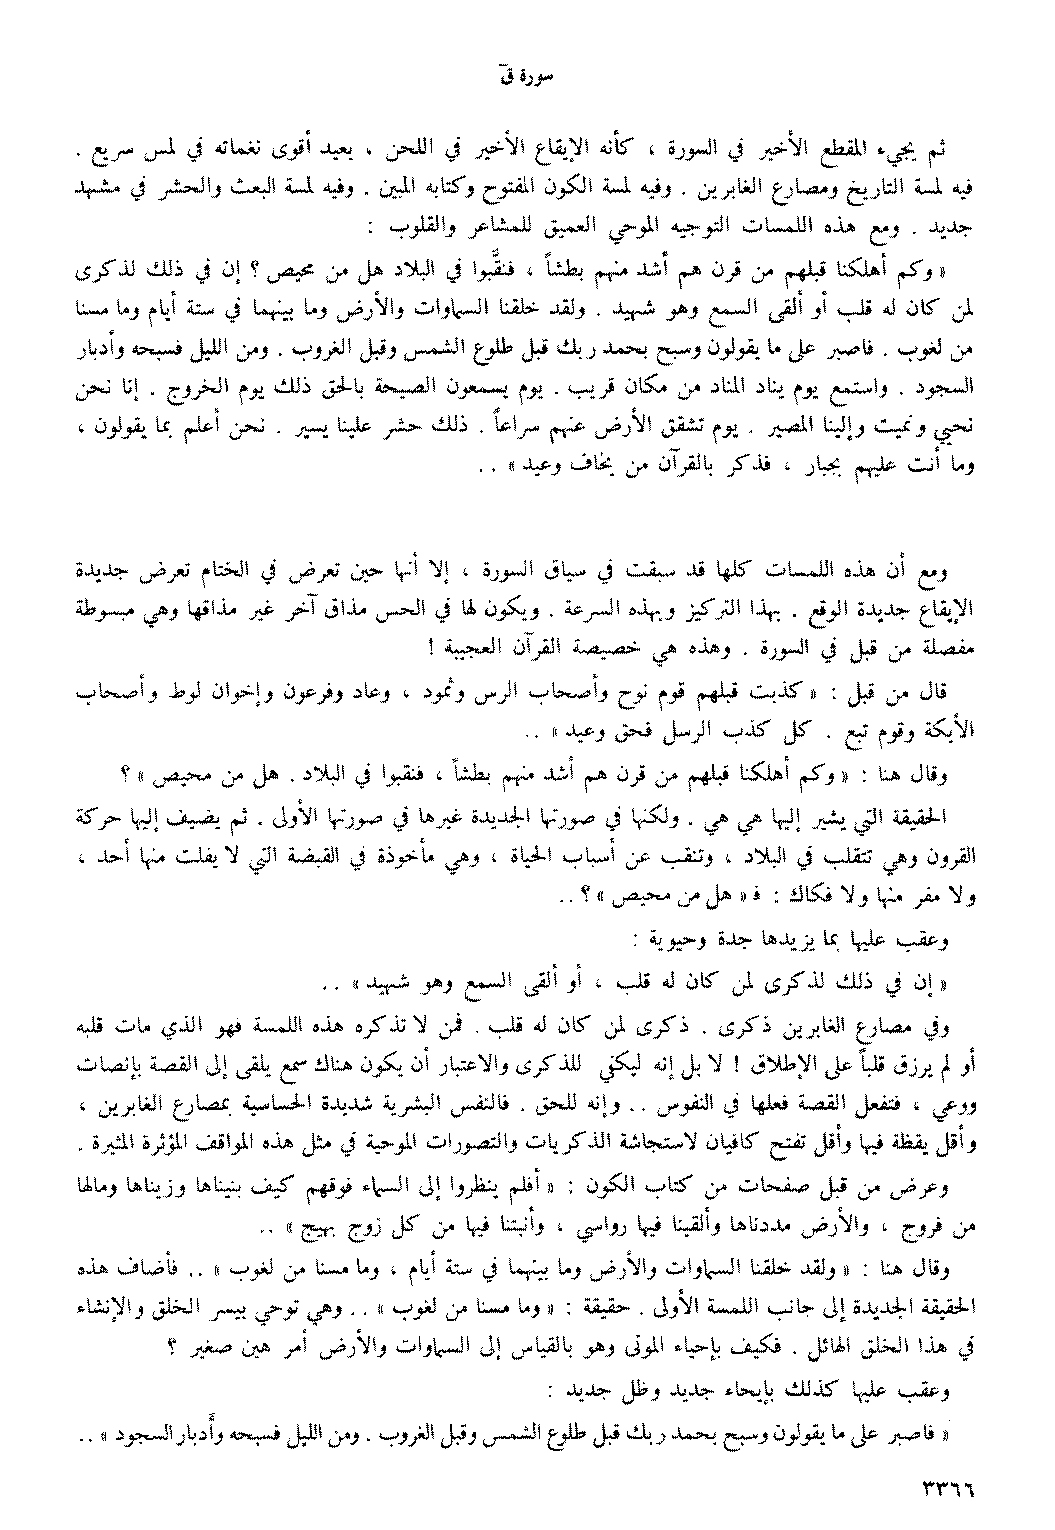 سورة قٓ
ثم يجيء المقطع الأخير في السورة ، كأنه الإيقاع الأخير في اللحن ، يعيد أقوى نغماته في لمس سريع .
فيه لمسة التاريخ ومصارع الغابرين . وفيه لمسة الكون المفتوح وكتابه المبين . وفيه لمسة البعث والحشر في مشهد
جديد . ومع هذه اللمسات التوجيه الموحي العميق للمشاعر والقلوب :
« وكم أهلكنا قبلهم من قرن هم أشد منهم بطشاً ، فنقَّبوا في البلاد هل من محيص ؟ إن في ذلك لذكرى
لمن كان له قلب أو ألقى السمع وهو شهيد . ولقد خلقنا السماوات والأرض وما بينهما في ستة أيام وما مسنا
من لغوب . فاصبر على ما يقولون وسبح بحمد ربك قبل طلوع الشمس وقبل الغروب . ومن الليل فسبحه وأدبار
السجود . واستمع يوم يناد المناد من مكان قريب . يوم يسمعون الصيحة بالحق ذلك يوم الخروج . إنا نحن
نحيي ونميت وإلينا المصير . يوم تشقق الأرض عنهم سراعاً . ذلك حشر علينا يسير . نحن أعلم بما يقولون ،
وما أنت عليهم بجبار ، فذكر بالقرآن من يخاف وعيد » ..
ومع أن هذه اللمسات كلها قد سبقت في سياق السورة ، إلا أنها حين تعرض في الختام تعرض جديدة
الإيقاع جديدة الوقع . بهذا التركيز وبهذه السرعة . ويكون لها في الحس مذاق آخر غير مذاقها وهي مبسوطة
مفصلة من قبل في السورة . وهذه هي خصيصة القرآن العجيبة !
قال من قبل : « كذبت قبلهم قوم نوح وأصحاب الرس وثمود ، وعاد وفرعون وإخوان لوط وأصحاب
الأيكة وقوم تبع . كل كذب الرسل فحق وعيد » ..
وقال هنا : « وكم أهلكنا قبلهم من قرن هم أشد منهم بطشاً ، فنقبوا في البلاد . هل من محيص » ؟
الحقيقة التي يشير إليها هي هي . ولكنها في صورتها الجديدة غيرها في صورتها الأولى . ثم يضيف إليها حركة
القرون وهي تتقلب في البلاد ، وتنقب عن أسباب الحياة ، وهي مأخوذة في القبضة التي لا يفلت منها أحد ،
ولا مفر منها ولا فكاك : فـ « هل من محيص » ؟ ..
وعقب عليها بما يزيدها جدة وحيوية :
« إن في ذلك لذكرى لمن كان له قلب ، أو ألقى السمع وهو شهيد » ..
وفي مصارع الغابرين ذكرى . ذكرى لمن كان له قلب . فمن لا تذكره هذه اللمسة فهو الذي مات قلبه
أو لم يرزق قلباً على الإطلاق ! لا بل إنه ليكفي للذكرى والاعتبار أن يكون هناك سمع يلقى إلى القصة بإنصات
ووعي ، فتفعل القصة فعلها في النفوس .. وإنه للحق . فالنفس البشرية شديدة الحساسية بمصارع الغابرين ،
وأقل يقظة فيها وأقل تفتح كافيان لاستجاشة الذكريات والتصورات الموحية في مثل هذه المواقف المؤثرة المثيرة .
وعرض من قبل صفحات من كتاب الكون : « أفلم ينظروا إلى السماء فوقهم كيف بنيناها وزيناها ومالها
من فروج ، والأرض مددناها وألقينا فيها رواسي ، وأنبتنا فيها من كل زوج بهيج » ..
وقال هنا : « ولقد خلقنا السماوات والأرض وما بينهما في ستة أيام ، وما مسنا من لغوب » .. فأضاف هذه
الحقيقة الجديدة إلى جانب اللمسة الأولى . حقيقة : « وما مسنا من لغوب » .. وهي توحي بيسر الخلق والإنشاء
في هذا الخلق الهائل . فكيف بإحياء الموتى وهو بالقياس إلى السماوات والأرض أمر هين صغير ؟
وعقب عليها كذلك بإيحاء جديد وظل جديد :
« فاصبر على ما يقولون وسبح بحمد ربك قبل طلوع الشمس وقبل الغروب . ومن الليل فسبحه وأدبار السجود » ..
٣٣٦٦